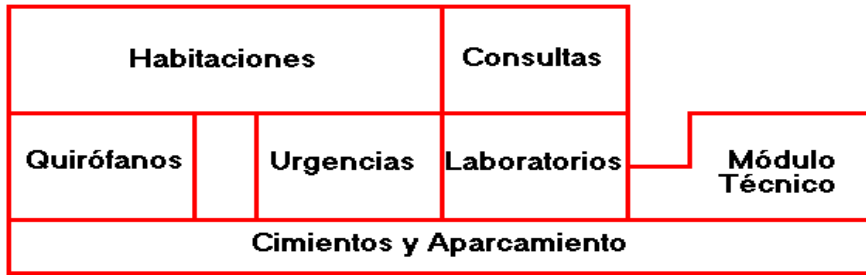 Habitaciones
Consultas
Quirófanos
Urgencias
Laboratorios
Módulo
Técnico
Cimientos y Aparcamiento